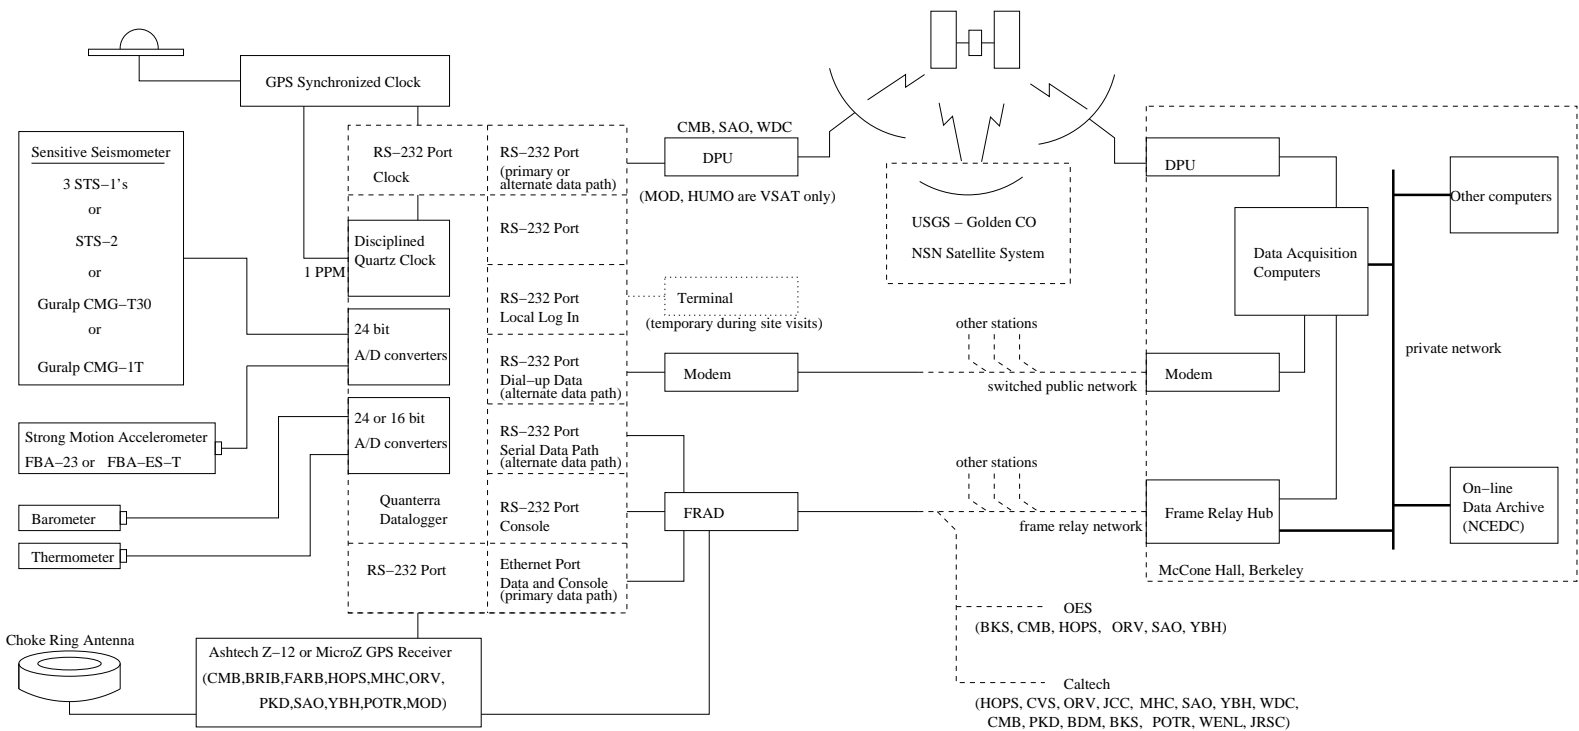 GPS Synchronized Clock
Sensitive Seismometer
3 STS−1's
or
STS−2
or
Guralp CMG−T30
or
Guralp CMG−1T
Strong Motion Accelerometer
FBA−23 or FBA−ES−T
Barometer
Thermometer
Choke Ring Antenna
Ashtech Z−12 or MicroZ GPS Receiver
(CMB,BRIB,FARB,HOPS,MHC,ORV,
PKD,SAO,YBH,POTR,MOD)
RS−232 Port
Clock
1 PPM
Disciplined
Quartz Clock
24 bit
A/D converters
24 or 16 bit
A/D converters
Quanterra
Datalogger
RS−232 Port
RS−232 Port
(primary or
alternate data path)
RS−232 Port
RS−232 Port
Local Log In
RS−232 Port
Dial−up Data
(alternate data path)
RS−232 Port
Serial Data Path
(alternate data path)
RS−232 Port
Console
Ethernet Port
Data and Console
(primary data path)
CMB, SAO, WDC
DPU
(MOD, HUMO are VSAT only)
Terminal
(temporary during site visits)
Modem
FRAD
USGS − Golden CO
NSN Satellite System
other stations
switched public network
other stations
frame relay network
OES
(BKS, CMB, HOPS, ORV, SAO, YBH)
Caltech
(HOPS, CVS, ORV, JCC, MHC, SAO, YBH, WDC,
CMB, PKD, BDM, BKS, POTR, WENL, JRSC)
DPU
Data Acquisition
Computers
Modem
Frame Relay Hub
McCone Hall, Berkeley
private network
Other computers
On−line
Data Archive
(NCEDC)